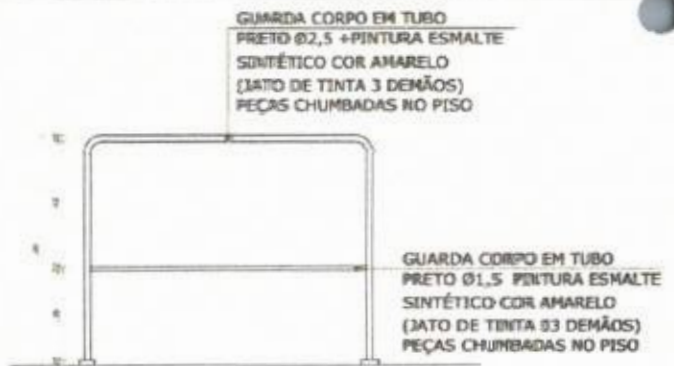 GUARDA CORPO EM TUBO
PRETO Ø2,5 +PINTURA ESMALTE
SINTÉTICO COR AMARELO
(JATO DE TINTA 3 DEMÃOS)
PEÇAS CHUMBADAS NO PISO
GUARDA CORPO EM TUBO
PRETO Ø1,5 PINTURA ESMALTE
SINTÉTICO COR AMARELO
(JATO DE TINTA 03 DEMÃOS)
PEÇAS CHUMBADAS NO PISO